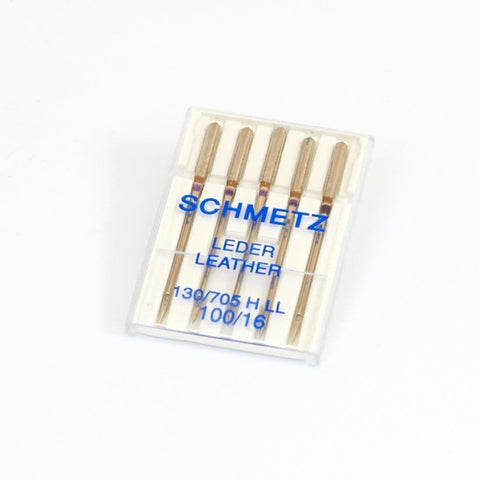 SCHMETZ
LEDER
LEATHER
130/705 H LL
100/16